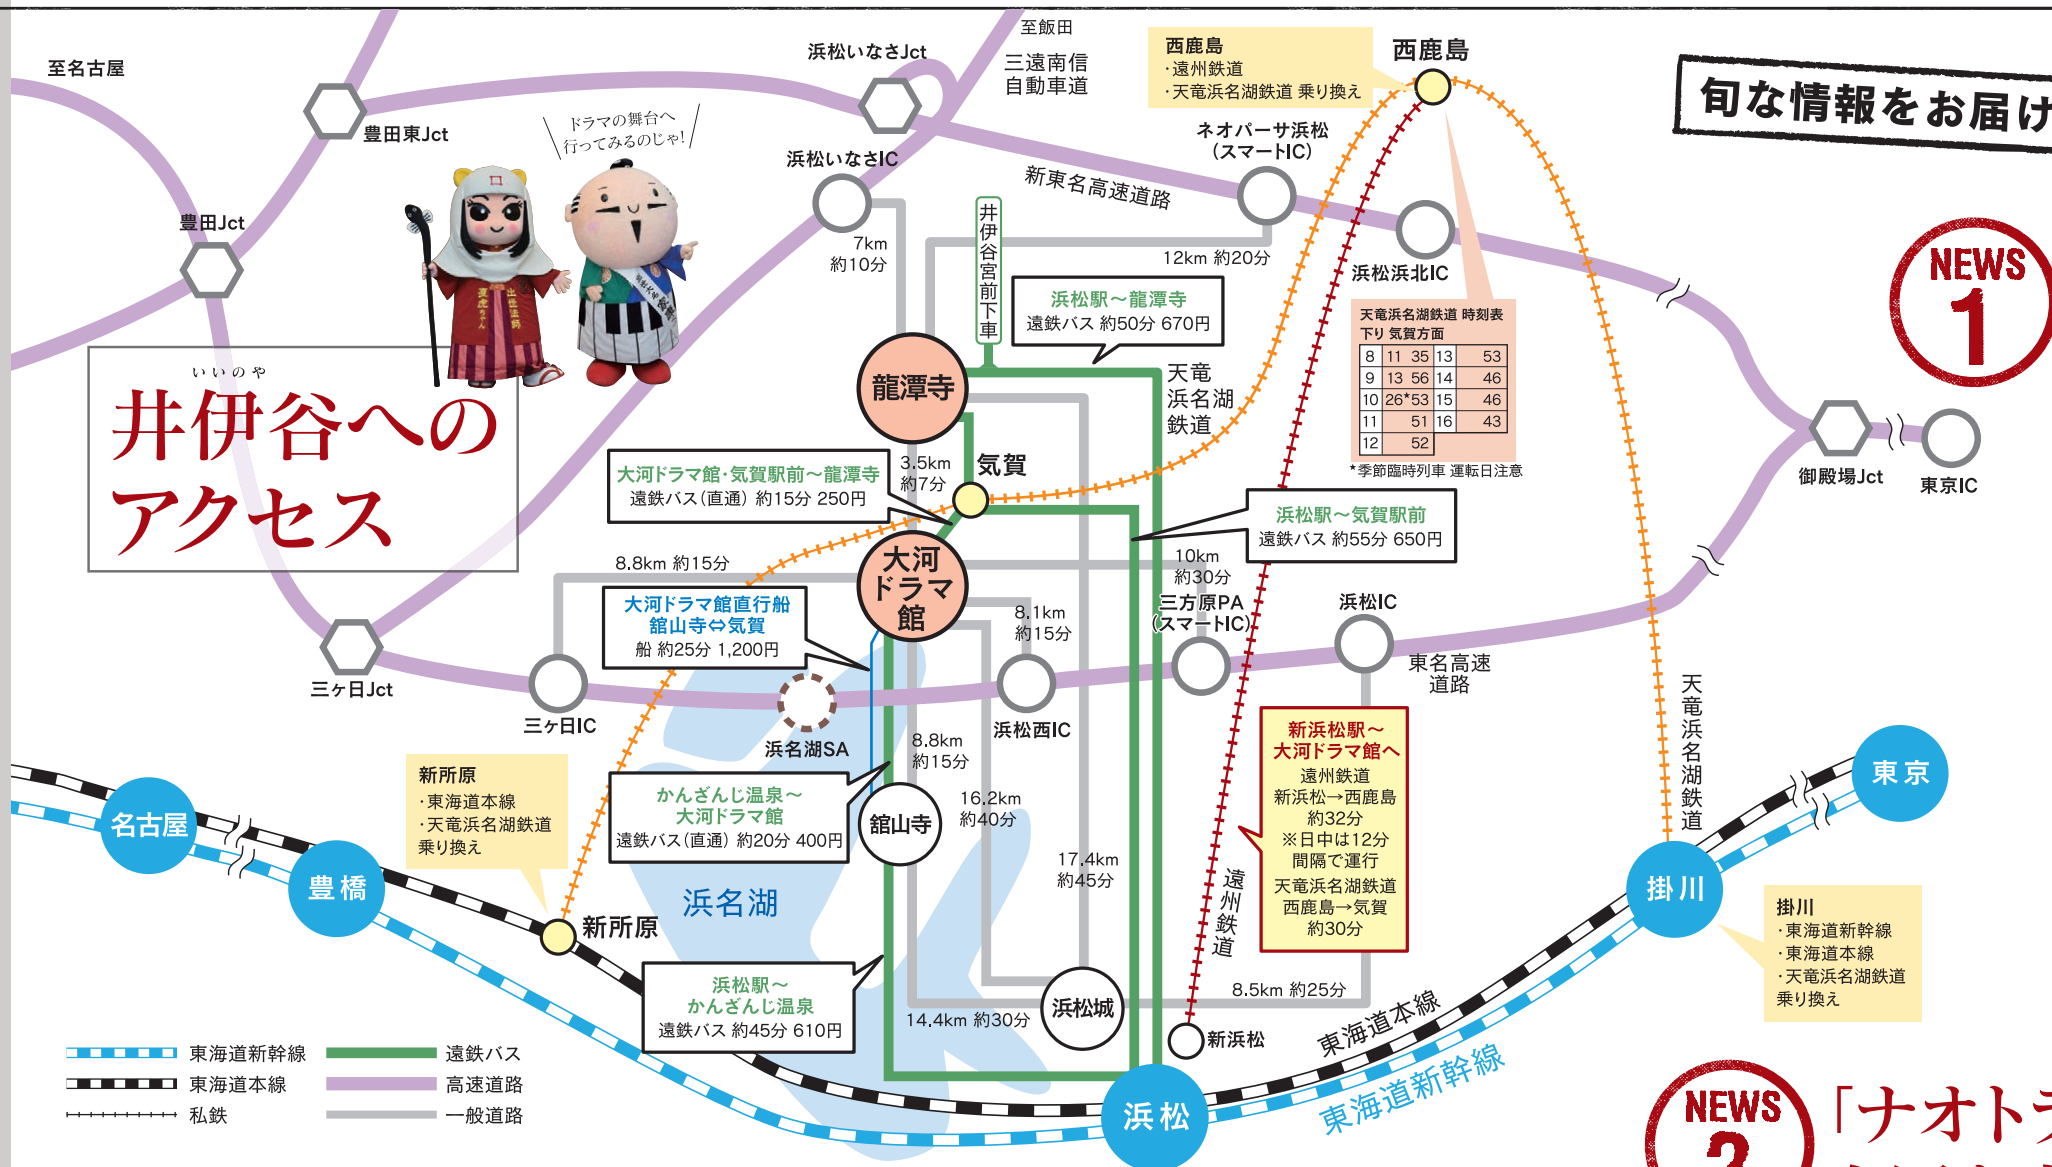 至名古屋
豊田東Jct
豊田Jct
浜松いなさJct
至飯田
三遠南信
自動車道
ドラマの舞台へ
行ってみるのじゃ!
浜松いなさIC
7km
約10分
西鹿島
・遠州鉄道
・天竜浜名湖鉄道 乗り換え
西鹿島
ネオパーサ浜松
(スマートIC)
新東名高速道路
12km 約20分
浜松浜北IC
旬な情報をお届け
NEWS
1
出世法師
直虎ちゃん
井伊谷宮前下車
浜松駅～龍潭寺
遠鉄バス 約50分 670円
天竜
浜名湖
鉄道
天竜浜名湖鉄道 時刻表
下り 気賀方面
8 11 35 13 53
9 13 56 14 46
10 26★53 15 46
11 51 16 43
12 52
★季節臨時列車 運転日注意
いいのや
井伊谷への
アクセス
龍潭寺
3.5km
約7分
気賀
大河ドラマ館・気賀駅前～龍潭寺
遠鉄バス(直通) 約15分 250円
浜松駅～気賀駅前
遠鉄バス 約55分 650円
御殿場Jct
東京IC
大河
ドラマ
館
8.8km 約15分
10km
約30分
大河ドラマ館直行船
舘山寺⇔気賀
船 約25分 1,200円
8.1km
約15分
三方原PA
(スマートIC)
浜松IC
東名高速
道路
三ヶ日Jct
三ヶ日IC
浜名湖SA
浜松西IC
8.8km
約15分
新浜松駅～
大河ドラマ館へ
遠州鉄道
新浜松→西鹿島
約32分
※日中は12分
間隔で運行
天竜浜名湖鉄道
西鹿島→気賀
約30分
天竜浜名湖鉄道
かんざんじ温泉～
大河ドラマ館
遠鉄バス(直通) 約20分 400円
舘山寺
16.2km
約40分
17.4km
約45分
遠州鉄道
名古屋
豊橋
新所原
・東海道本線
・天竜浜名湖鉄道
乗り換え
新所原
浜名湖
東京
掛川
掛川
・東海道新幹線
・東海道本線
・天竜浜名湖鉄道
乗り換え
浜松駅～
かんざんじ温泉
遠鉄バス 約45分 610円
14.4km 約30分
浜松城
8.5km 約25分
新浜松
東海道本線
東海道新幹線
浜松
東海道新幹線
東海道本線
私鉄
遠鉄バス
高速道路
一般道路
NEWS
2
「ナオトラ